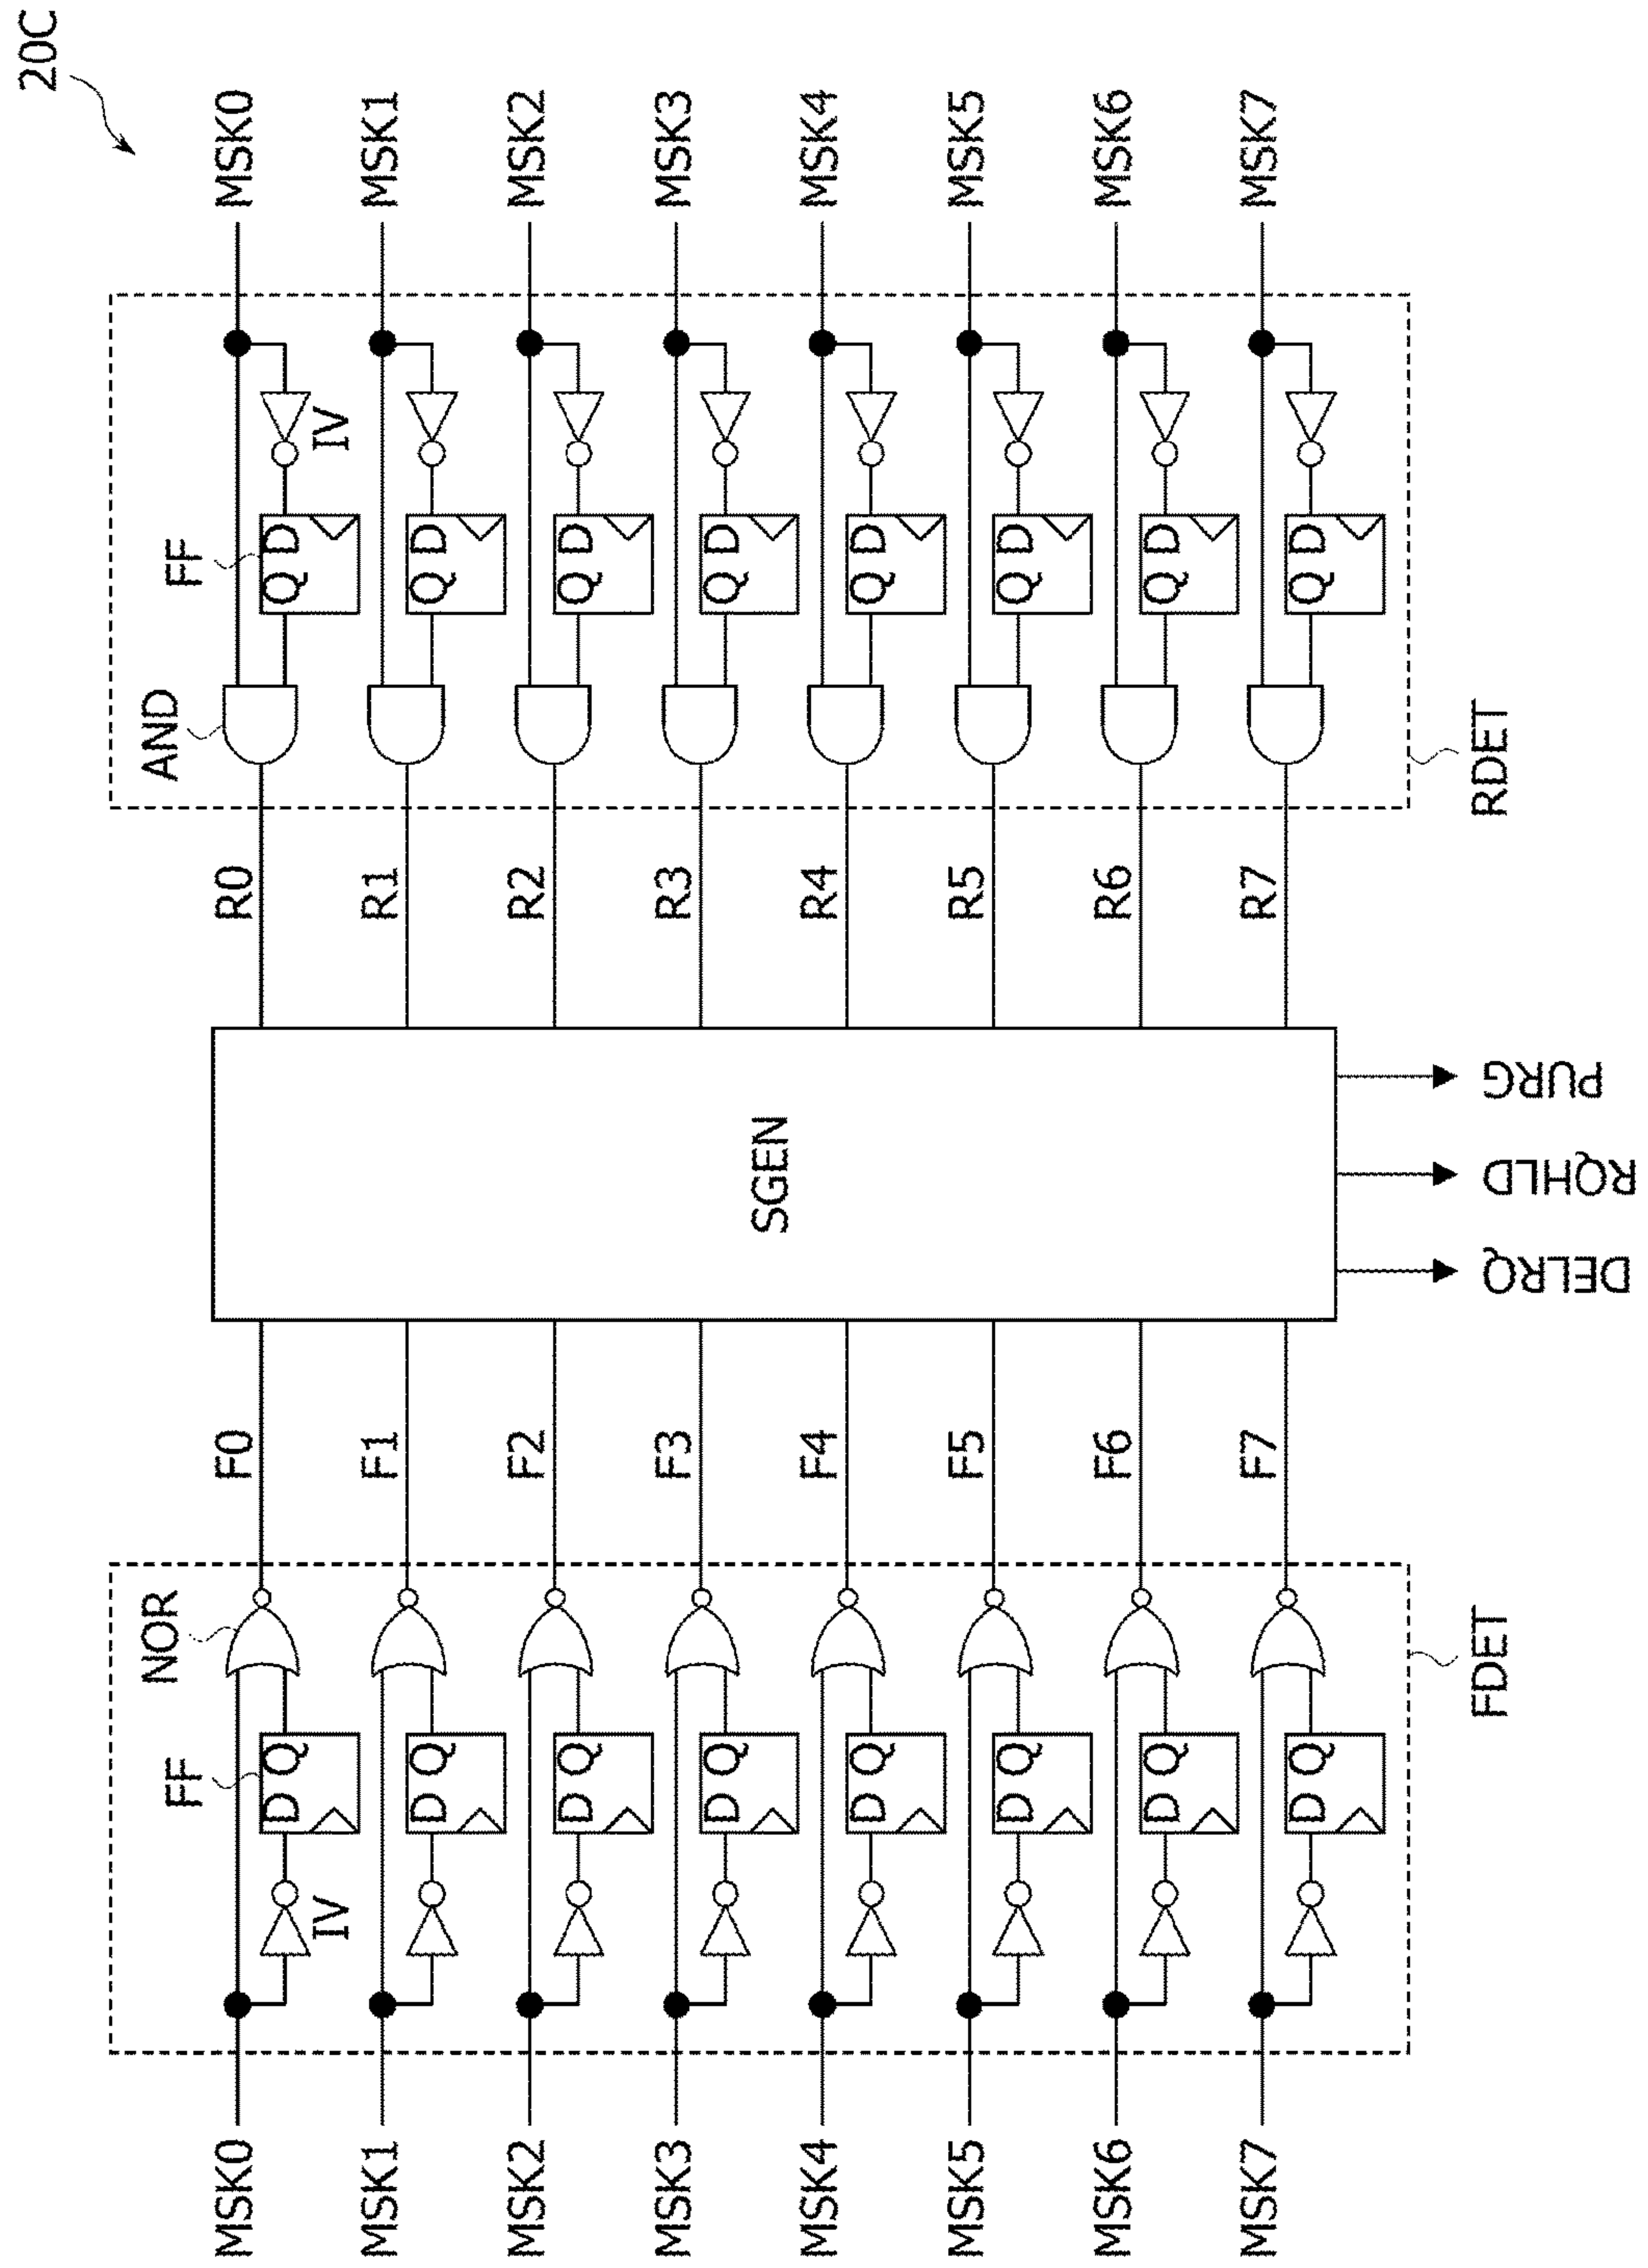 20C
MSK0
MSK1
MSK2
MSK3
MSK4
MSK5
MSK6
MSK7
IV
FF
Q D
Q D
Q D
Q D
Q D
Q D
Q D
Q D
AND
RDET
R0
R1
R2
R3
R4
R5
R6
R7
SGEN
PURG
RQHLD
DELRQ
F0
F1
F2
F3
F4
F5
F6
F7
NOR
FDET
FF
D Q
D Q
D Q
D Q
D Q
D Q
D Q
D Q
IV
MSK0
MSK1
MSK2
MSK3
MSK4
MSK5
MSK6
MSK7